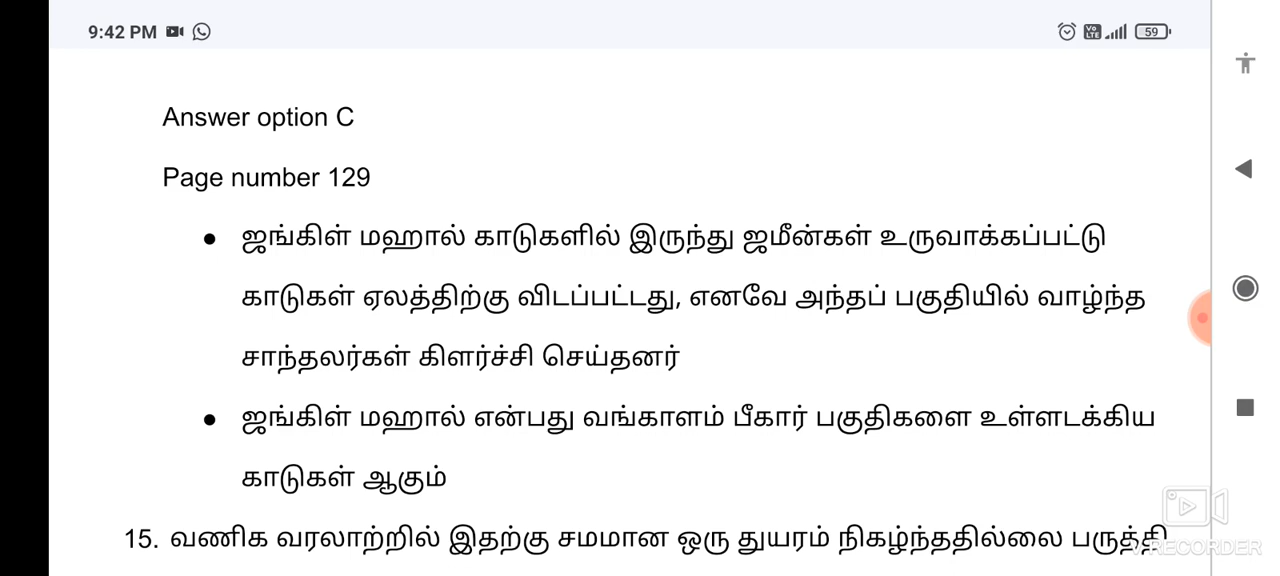 9:42 PM
59
Answer option C
Page number 129
● ஜங்கிள் மஹால் காடுகளில் இருந்து ஜமீன்கள் உருவாக்கப்பட்டு
காடுகள் ஏலத்திற்கு விடப்பட்டது, எனவே அந்தப் பகுதியில் வாழ்ந்த
சாந்தலர்கள் கிளர்ச்சி செய்தனர்
● ஜங்கிள் மஹால் என்பது வங்காளம் பீகார் பகுதிகளை உள்ளடக்கிய
காடுகள் ஆகும்
15. வணிக வரலாற்றில் இதற்கு சமமான ஒரு துயரம் நிகழ்ந்ததில்லை பருத்தி
VRECORDER